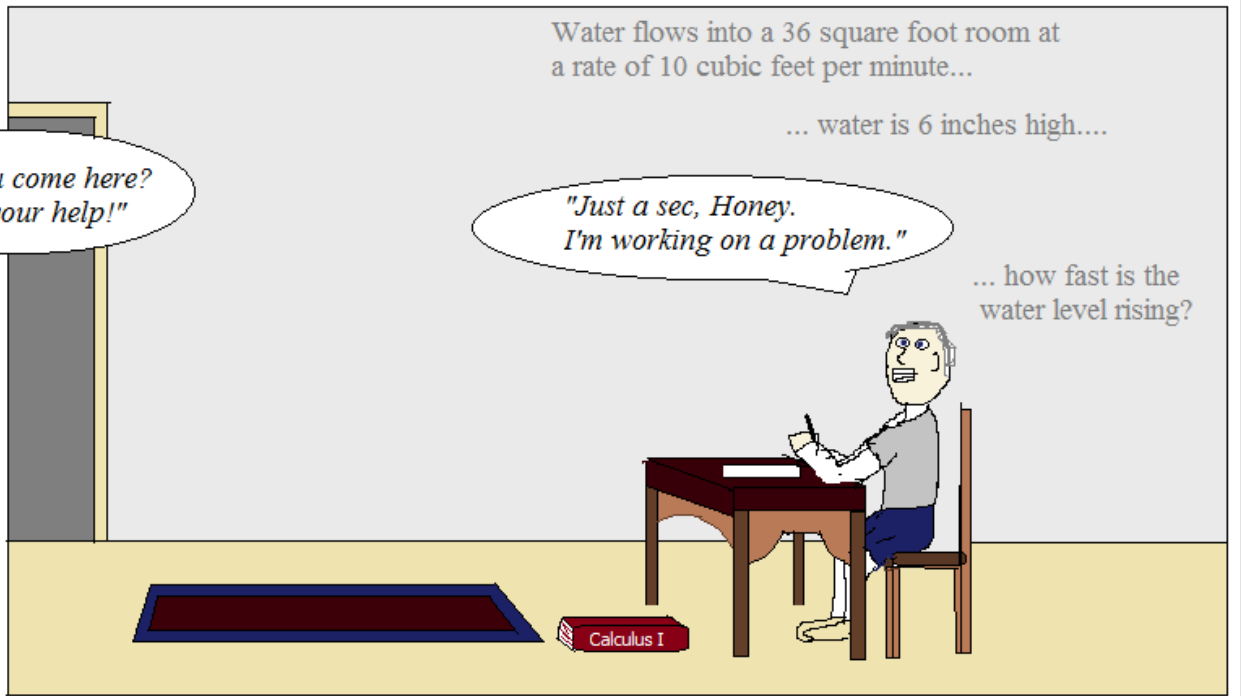 Water flows into a 36 square foot room at
a rate of 10 cubic feet per minute...
... water is 6 inches high....
come here?
your help!"
"Just a sec, Honey.
I'm working on a problem."
... how fast is the
water level rising?
Calculus I